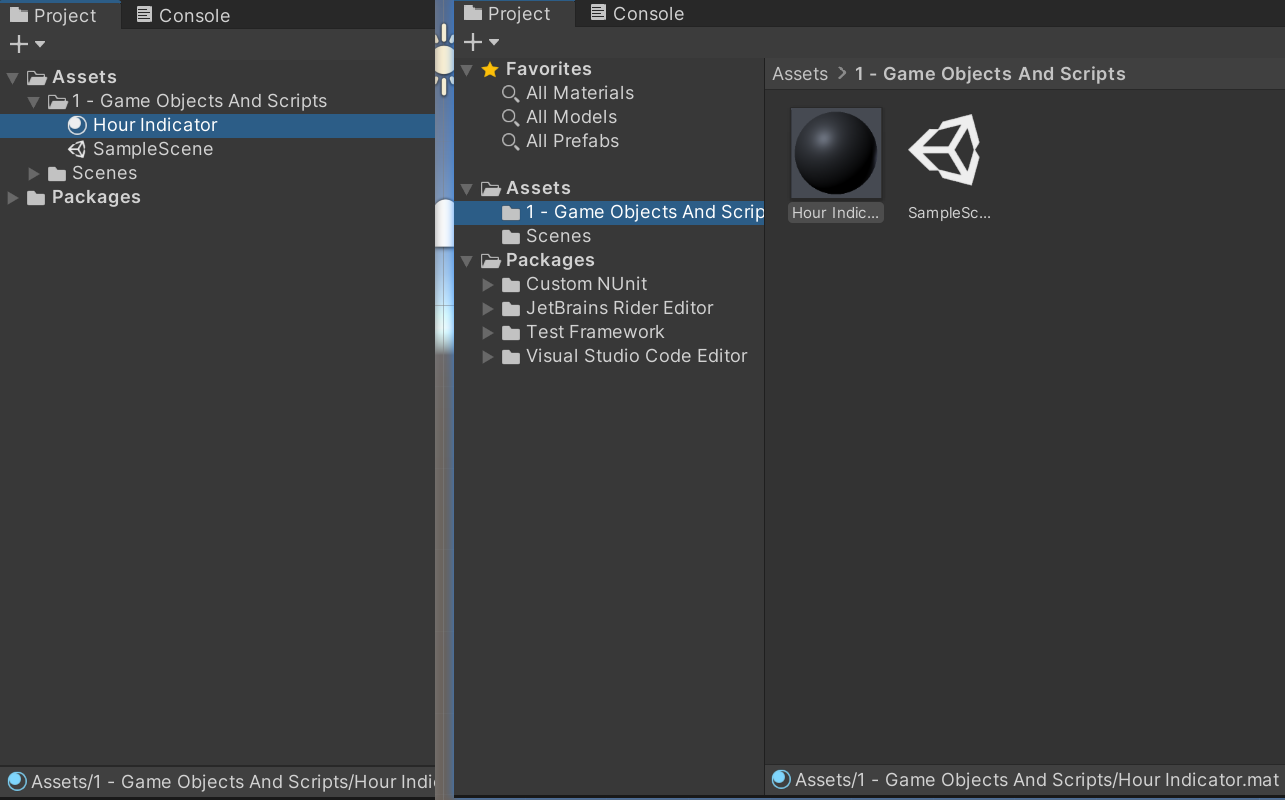 Project
Console
Assets
1 - Game Objects And Scripts
Hour Indicator
SampleScene
Scenes
Packages
Assets/1 - Game Objects And Scripts/Hour Indi
Project
Console
Favorites
All Materials
All Models
All Prefabs
Assets
1 - Game Objects And Scrip
Scenes
Packages
Custom NUnit
JetBrains Rider Editor
Test Framework
Visual Studio Code Editor
Assets > 1 - Game Objects And Scripts
Hour Indic...
SampleSc...
Assets/1 - Game Objects And Scripts/Hour Indicator.mat